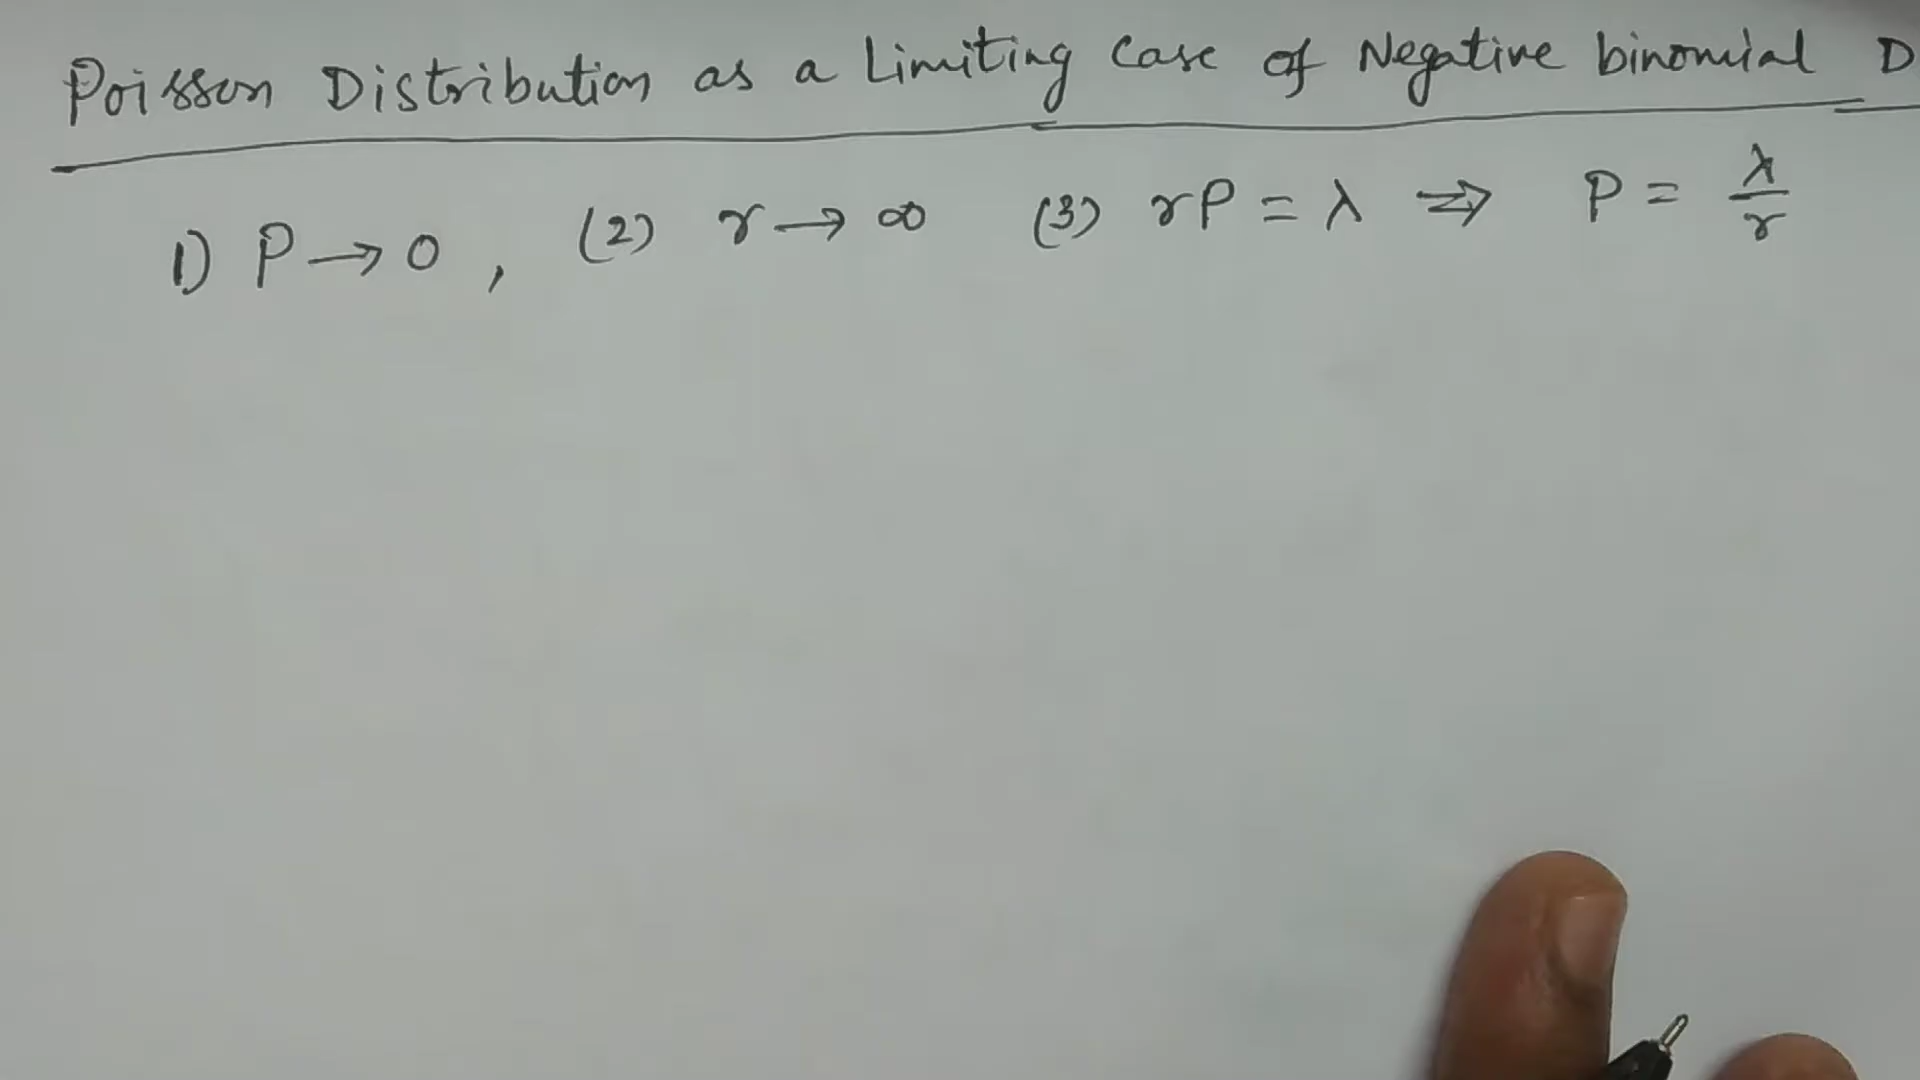 Poisson Distribution as a Limiting Case of Negative binomial D
1) P → 0 , (2) r → ∞ (3) rP = λ ⇒ P = λ/r